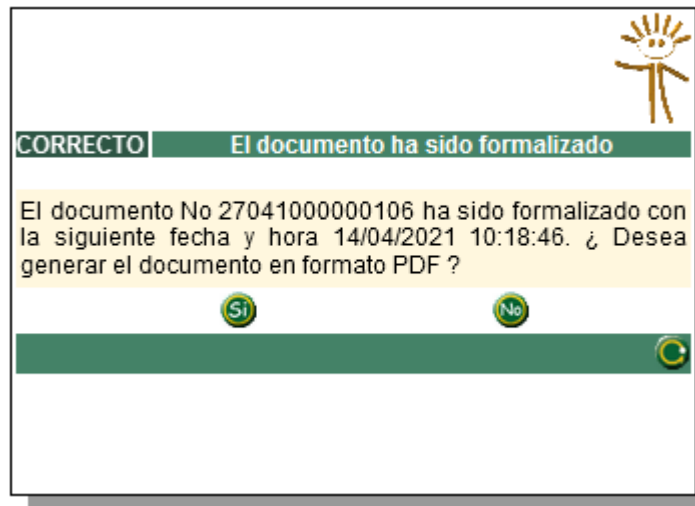 CORRECTO El documento ha sido formalizado
El documento No 27041000000106 ha sido formalizado con
la siguiente fecha y hora 14/04/2021 10:18:46. ¿ Desea
generar el documento en formato PDF ?
Si No